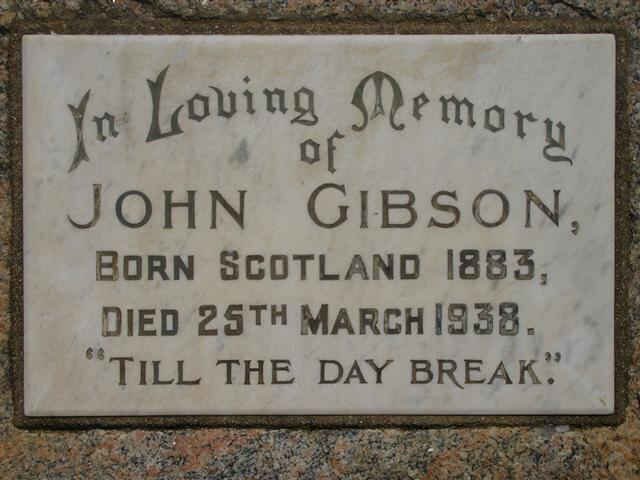 In Loving Memory
of
JOHN GIBSON,
BORN SCOTLAND 1883,
DIED 25TH MARCH 1938.
"TILL THE DAY BREAK."